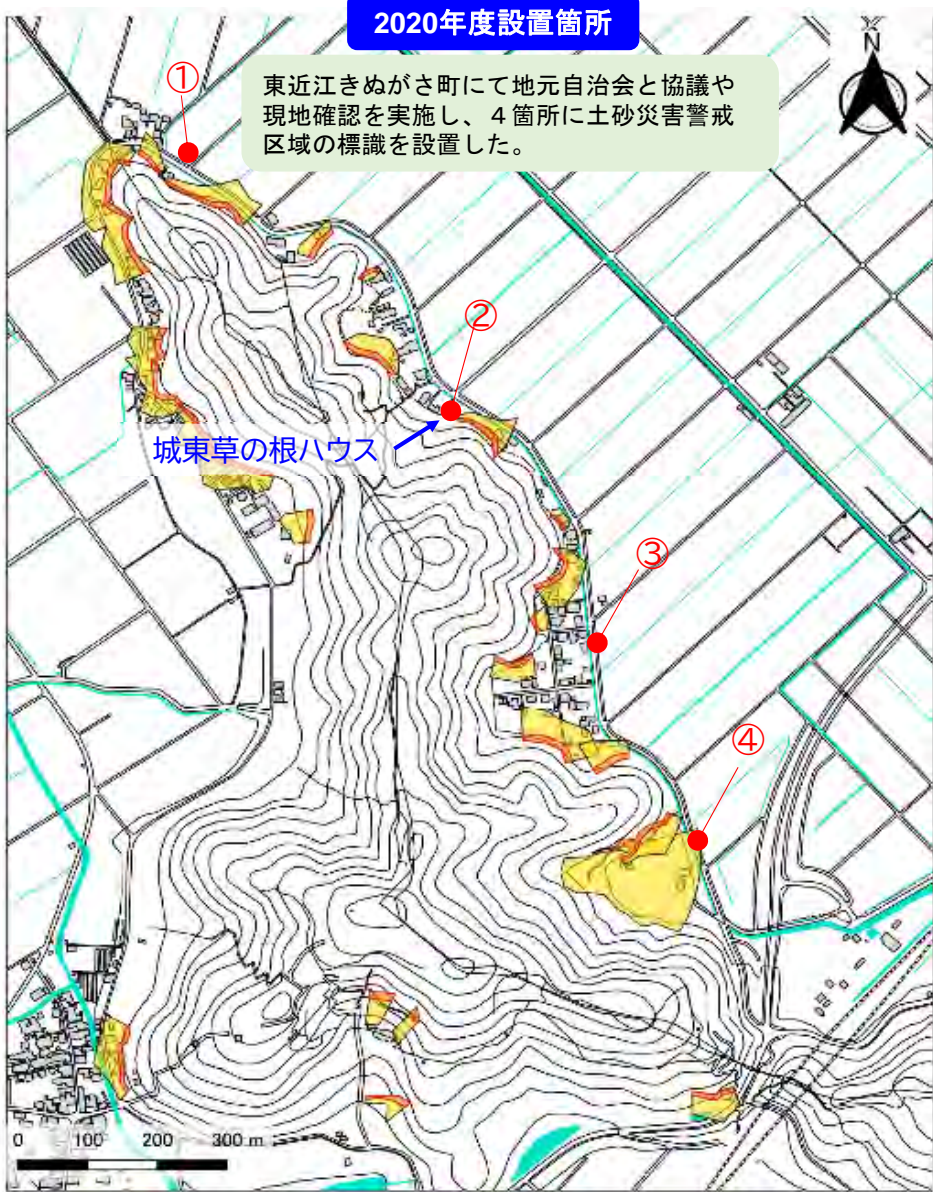 2020年度設置箇所
N
東近江きぬがさ町にて地元自治会と協議や
現地確認を実施し、４箇所に土砂災害警戒
区域の標識を設置した。
①
②
城東草の根ハウス
③
④
0 100 200 300 m